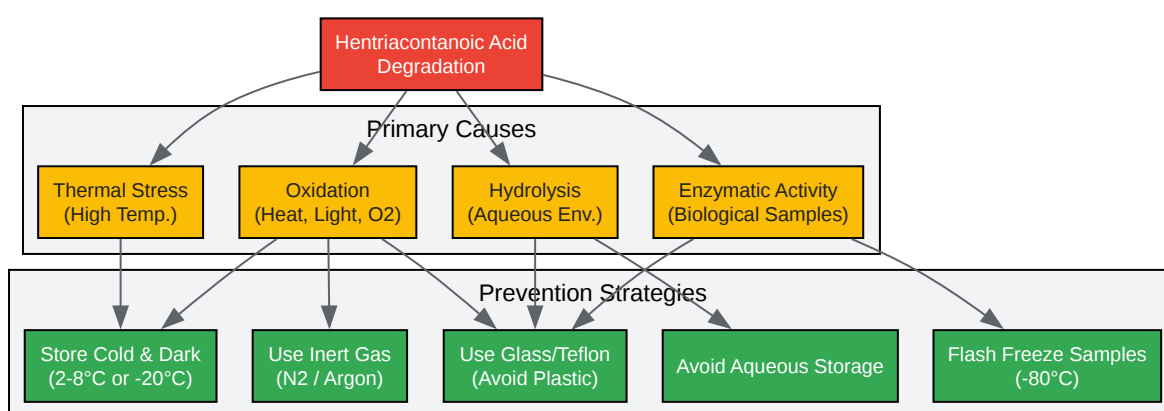 Hentriacontanoic Acid
Degradation
Primary Causes
Thermal Stress
(High Temp.)
Oxidation
(Heat, Light, O2)
Hydrolysis
(Aqueous Env.)
Enzymatic Activity
(Biological Samples)
Prevention Strategies
Store Cold & Dark
(2-8°C or -20°C)
Use Inert Gas
(N2 / Argon)
Use Glass/Teflon
(Avoid Plastic)
Avoid Aqueous Storage
Flash Freeze Samples
(-80°C)